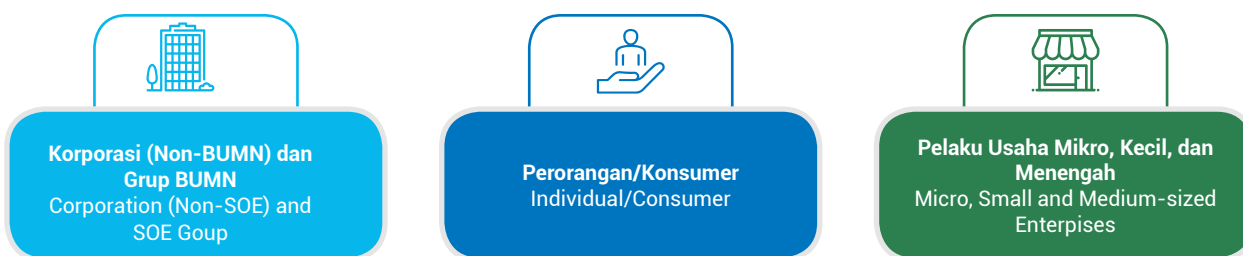 Korporasi (Non-BUMN) dan
Grup BUMN
Corporation (Non-SOE) and
SOE Goup
Perorangan/Konsumer
Individual/Consumer
Pelaku Usaha Mikro, Kecil, dan
Menengah
Micro, Small and Medium-sized
Enterpises